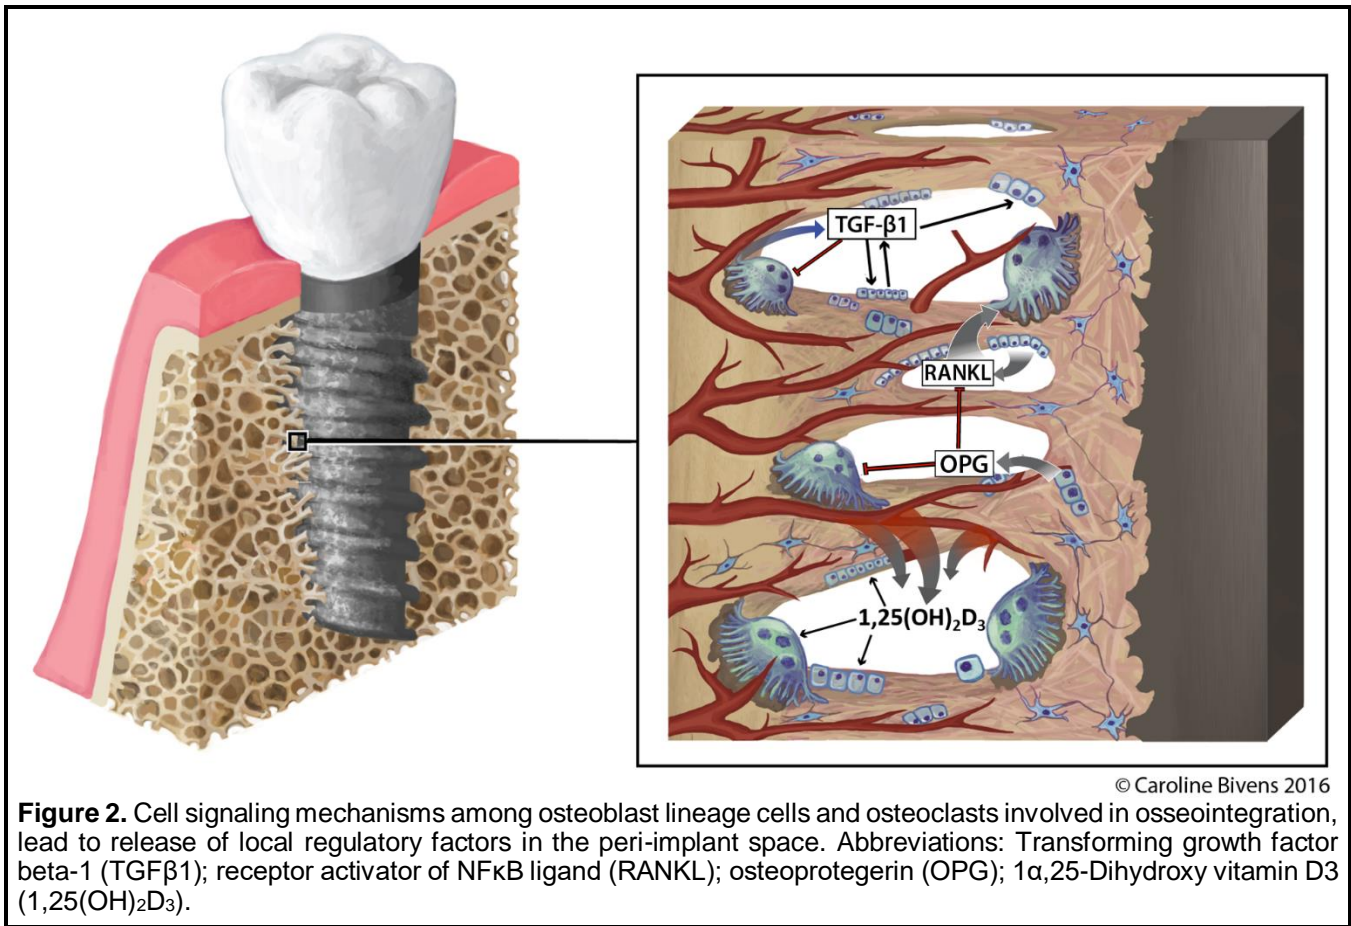 TGF-β1
RANKL
OPG
1,25(OH)₂D₃
© Caroline Bivens 2016
Figure 2. Cell signaling mechanisms among osteoblast lineage cells and osteoclasts involved in osseointegration,
lead to release of local regulatory factors in the peri-implant space. Abbreviations: Transforming growth factor
beta-1 (TGFβ1); receptor activator of NFκB ligand (RANKL); osteoprotegerin (OPG); 1α,25-Dihydroxy vitamin D3
(1,25(OH)₂D₃).